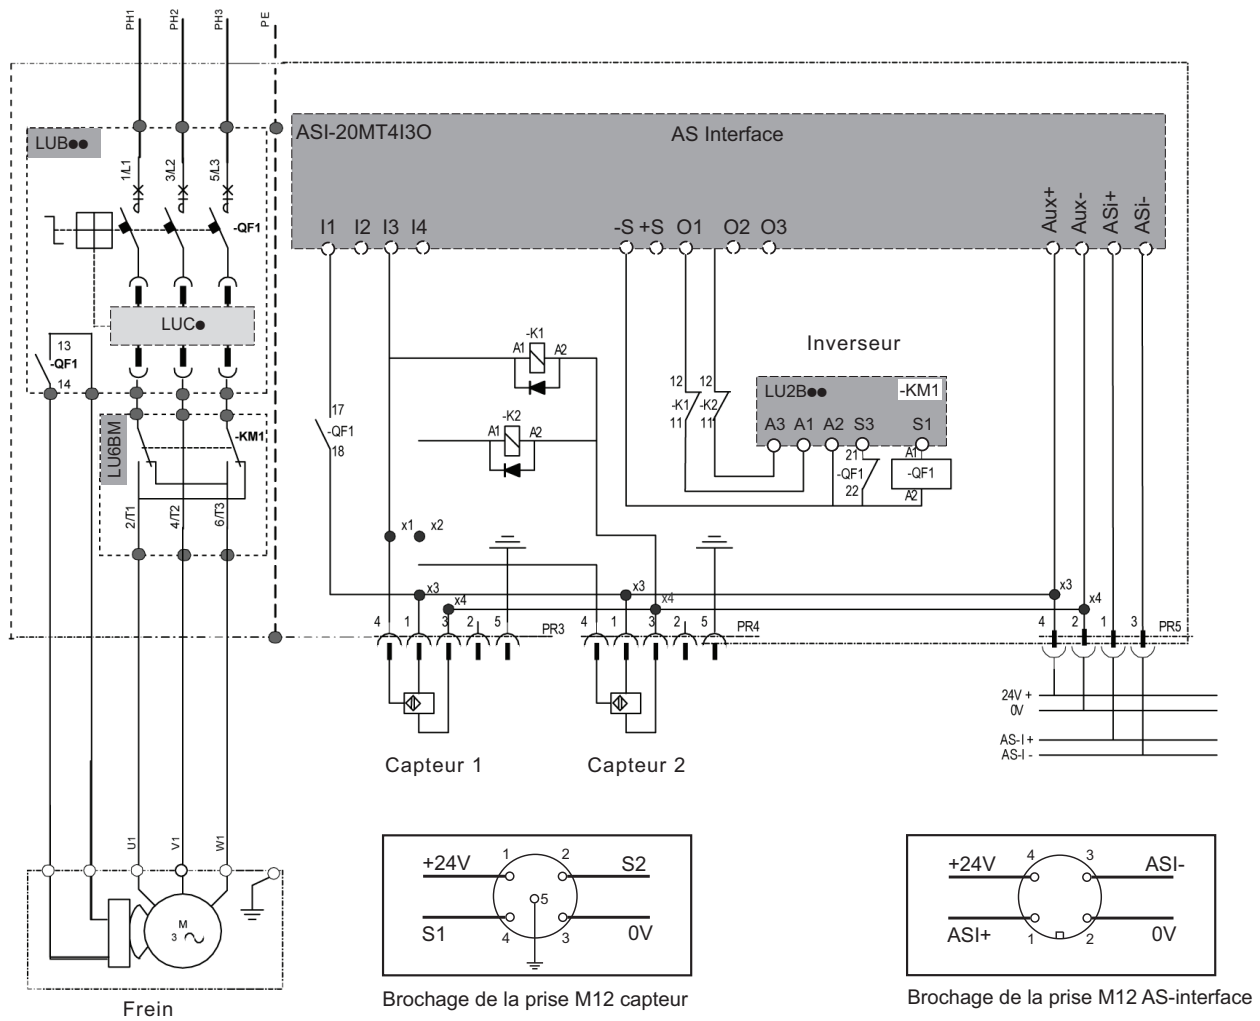 PH1 PH2 PH3 PE
LUB●●
ASI-20MT4I3O AS Interface
1/L1 3/L2 5/L3
I1 I2 I3 I4 -S +S O1 O2 O3 Aux+ Aux- ASi+ ASi-
-QF1
LUC●
13
-QF1
14
-K1
A1 A2
Inverseur
12 12
-K1 -K2
11 11
LU2B●● -KM1
A3 A1 A2 S3 S1
17
-QF1
18
-K2
A1 A2
21
-QF1
22
A1
-QF1
A2
LU6BM
-KM1
2/T1 4/T2 6/T3
x1 x2
x3 x3 x3
x4 x4 x4
4 1 3 2 5 PR3
4 1 3 2 5 PR4
4 2 1 3 PR5
24V +
0V
AS-I +
AS-I -
Capteur 1
Capteur 2
U1 V1 W1
M
3
Frein
+24V 1 2 S2
5
S1 4 3 0V
Brochage de la prise M12 capteur
+24V 4 3 ASI-
ASI+ 1 2 0V
Brochage de la prise M12 AS-interface